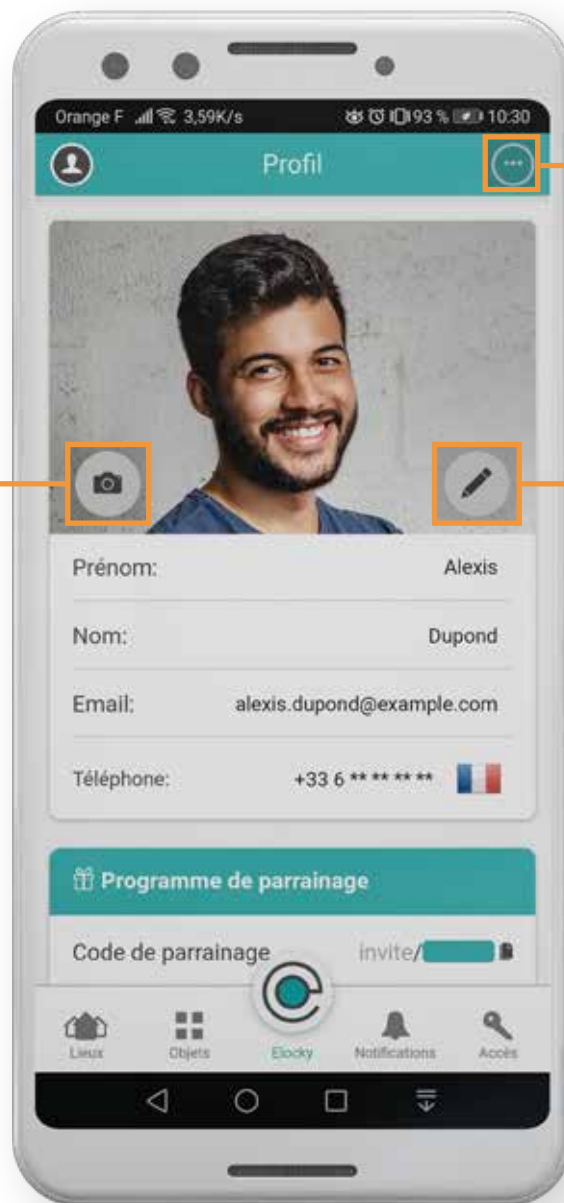 Orange F 3,59K/s 93 % 10:30
Profil
Prénom: Alexis
Nom: Dupond
Email: alexis.dupond@example.com
Téléphone: +33 6 ** ** ** **
Programme de parrainage
Code de parrainage invite/
Lieux Objets Elocky Notifications Accès